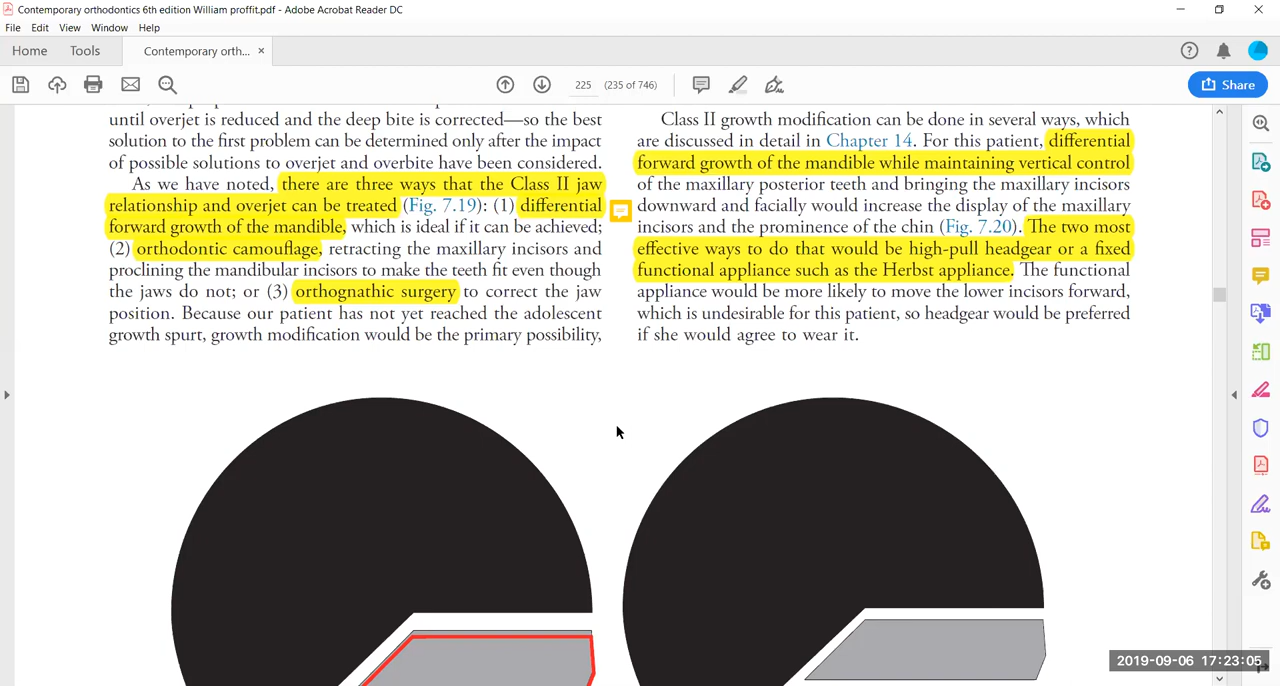 Contemporary orthodontics 6th edition William proffit.pdf - Adobe Acrobat Reader DC
File Edit View Window Help
Home Tools Contemporary orth... ×
225 (235 of 746) Share
until overjet is reduced and the deep bite is corrected—so the best
solution to the first problem can be determined only after the impact
of possible solutions to overjet and overbite have been considered.
As we have noted, there are three ways that the Class II jaw
relationship and overjet can be treated (Fig. 7.19): (1) differential
forward growth of the mandible, which is ideal if it can be achieved;
(2) orthodontic camouflage, retracting the maxillary incisors and
proclining the mandibular incisors to make the teeth fit even though
the jaws do not; or (3) orthognathic surgery to correct the jaw
position. Because our patient has not yet reached the adolescent
growth spurt, growth modification would be the primary possibility,
Class II growth modification can be done in several ways, which
are discussed in detail in Chapter 14. For this patient, differential
forward growth of the mandible while maintaining vertical control
of the maxillary posterior teeth and bringing the maxillary incisors
downward and facially would increase the display of the maxillary
incisors and the prominence of the chin (Fig. 7.20). The two most
effective ways to do that would be high-pull headgear or a fixed
functional appliance such as the Herbst appliance. The functional
appliance would be more likely to move the lower incisors forward,
which is undesirable for this patient, so headgear would be preferred
if she would agree to wear it.
2019-09-06 17:23:05